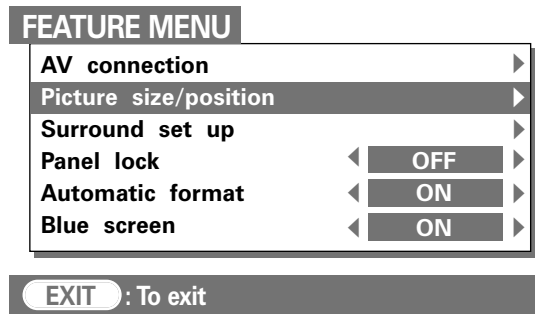 FEATURE MENU
AV connection
Picture size/position
Surround set up
Panel lock OFF
Automatic format ON
Blue screen ON
EXIT : To exit